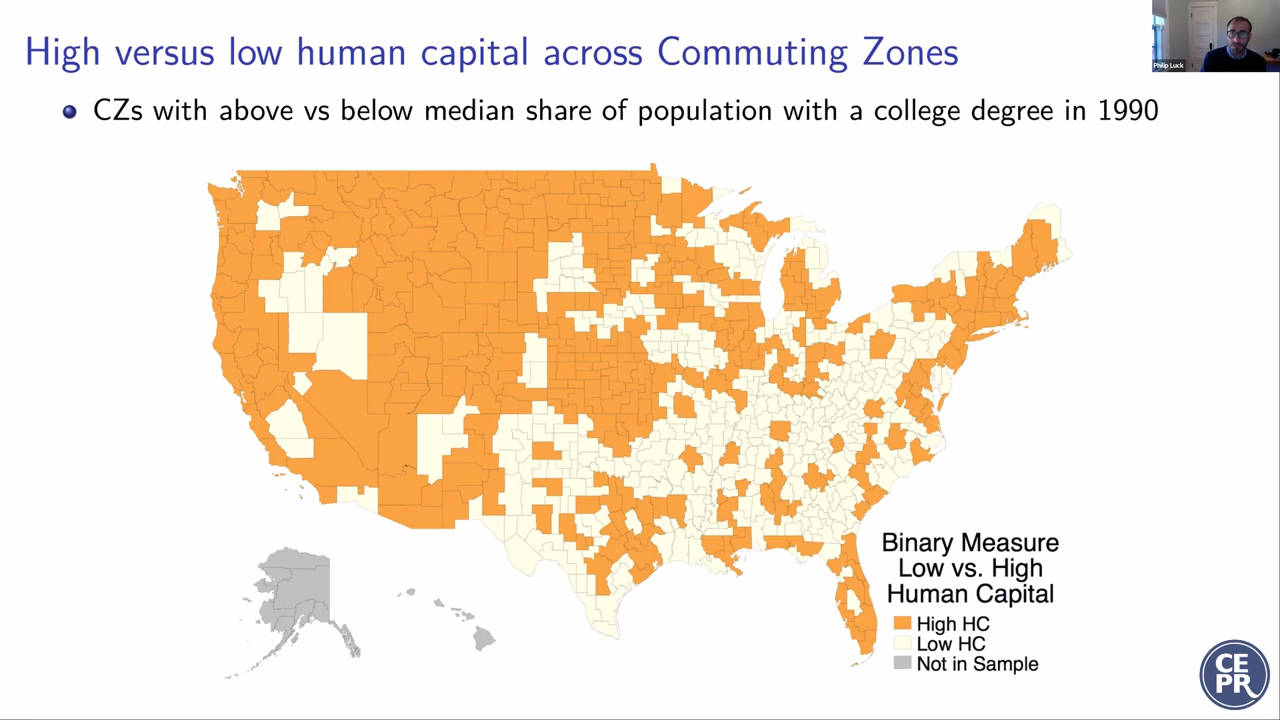 High versus low human capital across Commuting Zones
Philip Luck
CZs with above vs below median share of population with a college degree in 1990
Binary Measure
Low vs. High
Human Capital
High HC
Low HC
Not in Sample
CE
PR